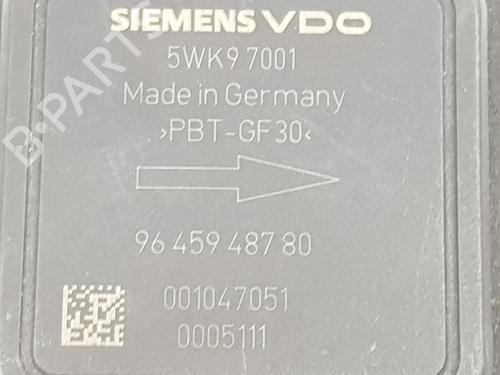 SIEMENS VDO
5WK9 7001
Made in Germany
>PBT-GF30<
96 459 487 80
001047051
0005111
B-PARTS